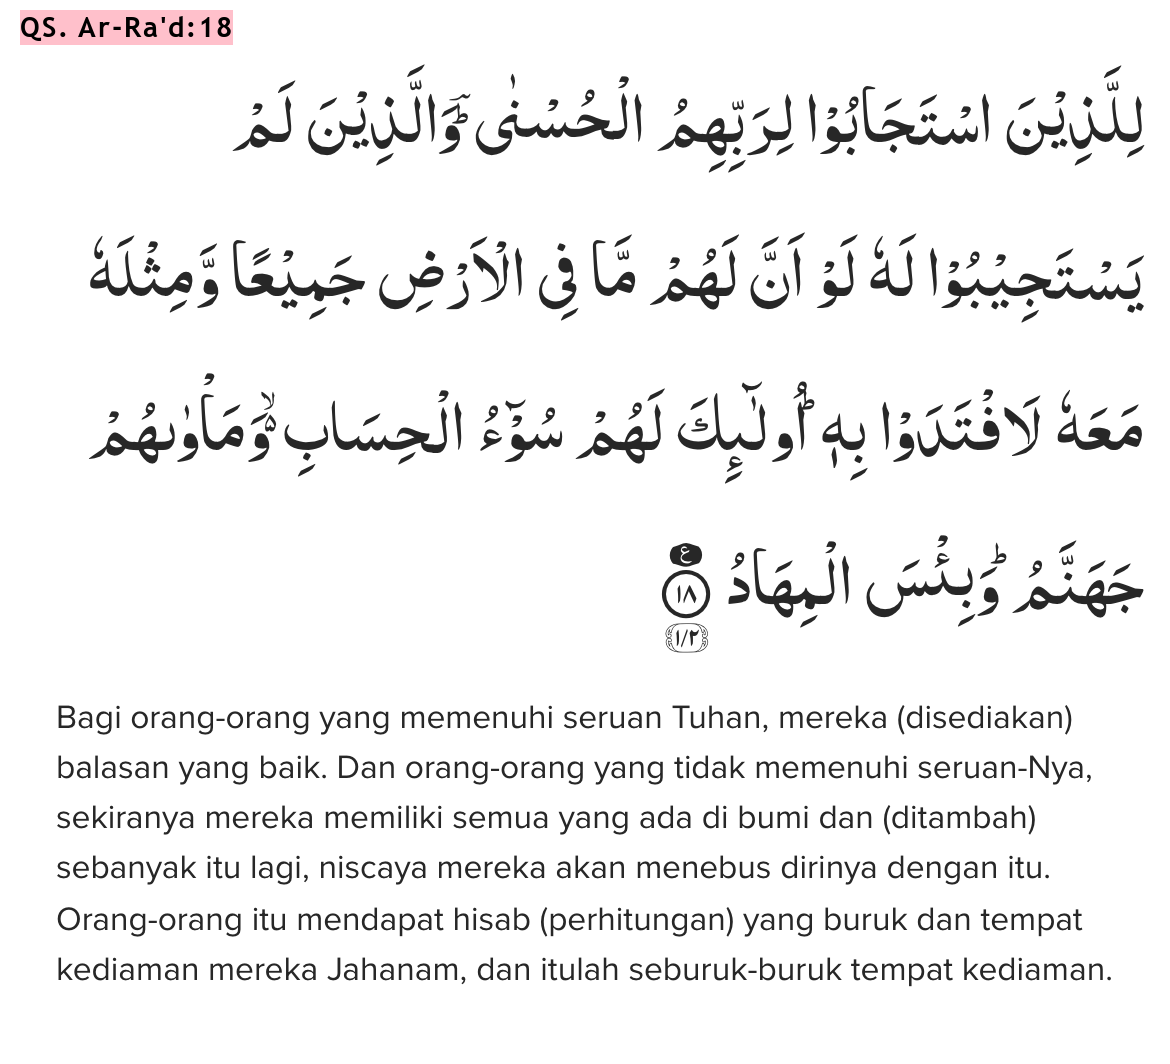 QS. Ar-Ra'd:18
لِلَّذِيْنَ اسْتَجَابُوْا لِرَبِّهِمُ الْحُسْنٰىۗ وَالَّذِيْنَ لَمْ
يَسْتَجِيْبُوْا لَهٗ لَوْ اَنَّ لَهُمْ مَّا فِى الْاَرْضِ جَمِيْعًا وَّمِثْلَهٗ
مَعَهٗ لَافْتَدَوْا بِهٖ ۗ اُولٰۤىِٕكَ لَهُمْ سُوْۤءُ الْحِسَابِ ەۙ وَمَأْوٰىهُمْ
جَهَنَّمُ ۗوَبِئْسَ الْمِهَادُ ع ١٨ ١/٢
Bagi orang-orang yang memenuhi seruan Tuhan, mereka (disediakan)
balasan yang baik. Dan orang-orang yang tidak memenuhi seruan-Nya,
sekiranya mereka memiliki semua yang ada di bumi dan (ditambah)
sebanyak itu lagi, niscaya mereka akan menebus dirinya dengan itu.
Orang-orang itu mendapat hisab (perhitungan) yang buruk dan tempat
kediaman mereka Jahanam, dan itulah seburuk-buruk tempat kediaman.